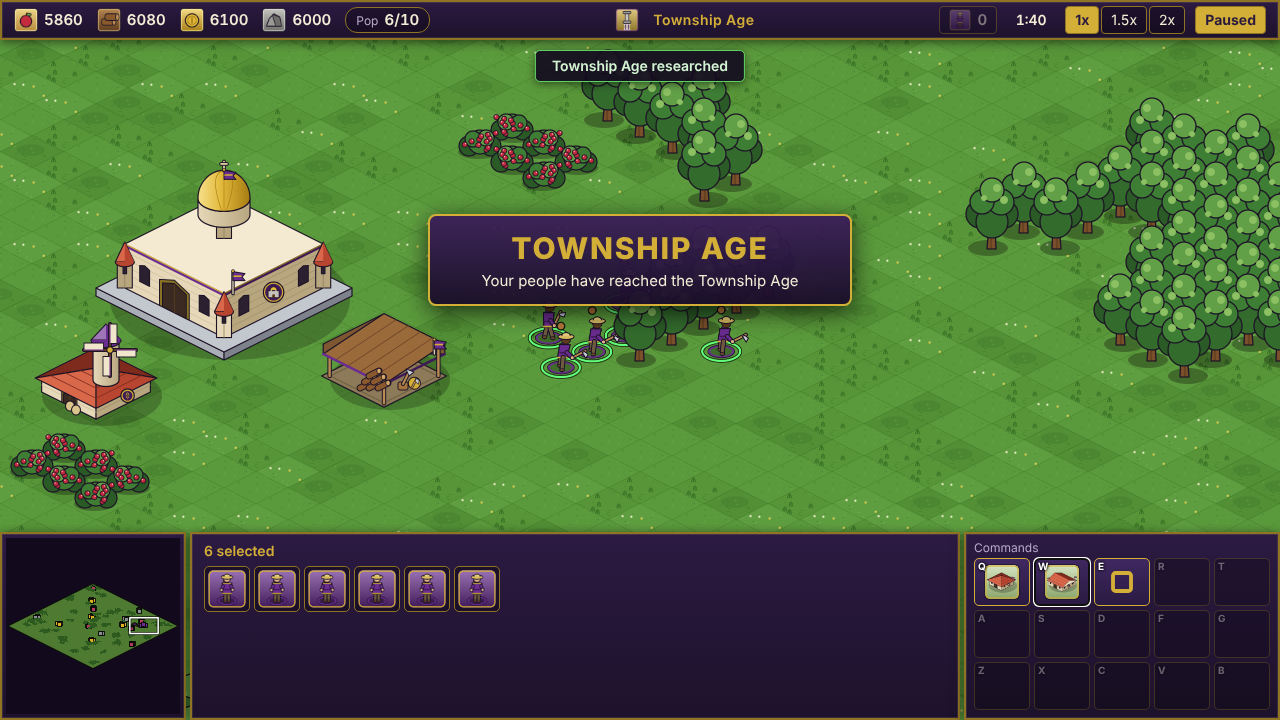 5860 6080 6100 6000 Pop 6/10 Township Age 0 1:40 1x 1.5x 2x Paused
Township Age researched
TOWNSHIP AGE
Your people have reached the Township Age
6 selected
Commands
Q W E R T
A S D F G
Z X C V B